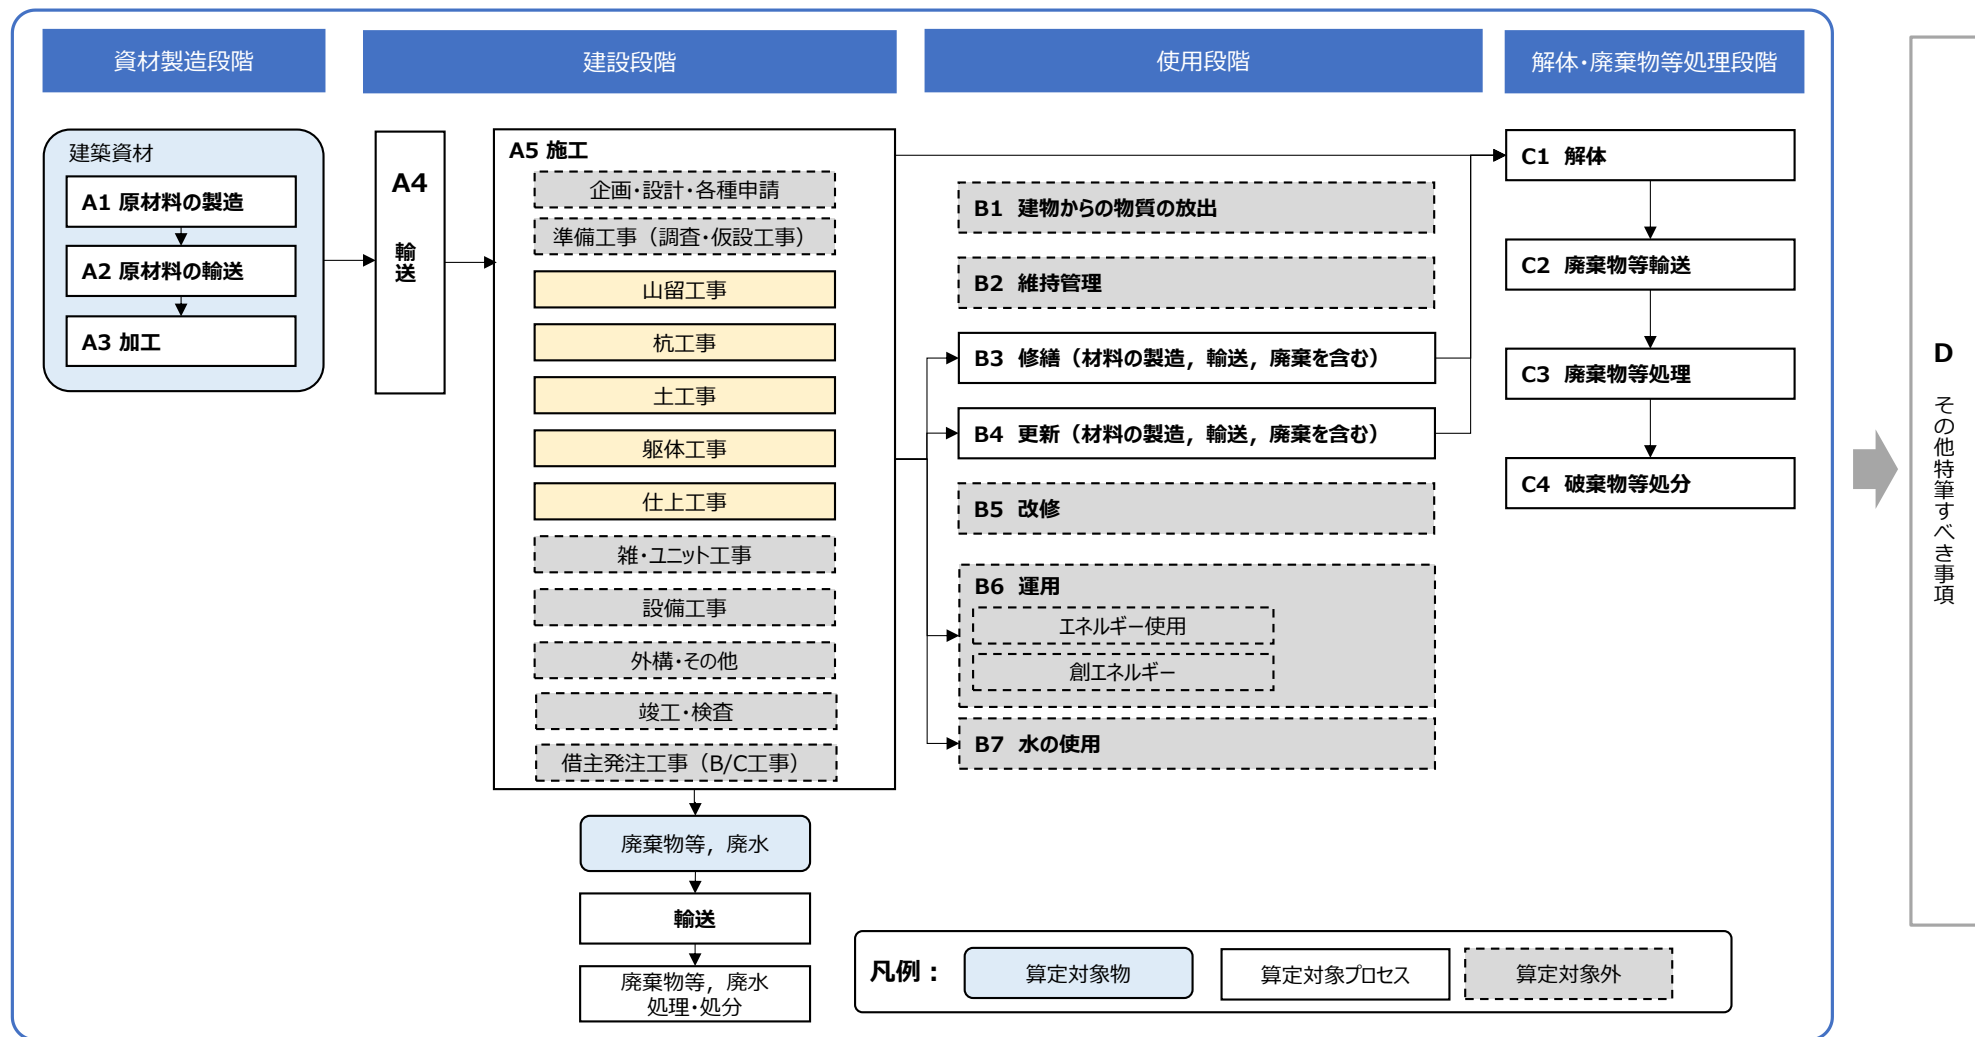 資材製造段階
建設段階
使用段階
解体・廃棄物等処理段階
建築資材
A1 原材料の製造
A2 原材料の輸送
A3 加工
A4
輸送
A5 施工
企画・設計・各種申請
準備工事（調査・仮設工事）
山留工事
杭工事
土工事
躯体工事
仕上工事
雑・ユニット工事
設備工事
外構・その他
竣工・検査
借主発注工事（B/C工事）
廃棄物等，廃水
輸送
廃棄物等，廃水
処理・処分
B1 建物からの物質の放出
B2 維持管理
B3 修繕（材料の製造，輸送，廃棄を含む）
B4 更新（材料の製造，輸送，廃棄を含む）
B5 改修
B6 運用
エネルギー使用
創エネルギー
B7 水の使用
C1 解体
C2 廃棄物等輸送
C3 廃棄物等処理
C4 破棄物等処分
D
その他特筆すべき事項
凡例：
算定対象物
算定対象プロセス
算定対象外